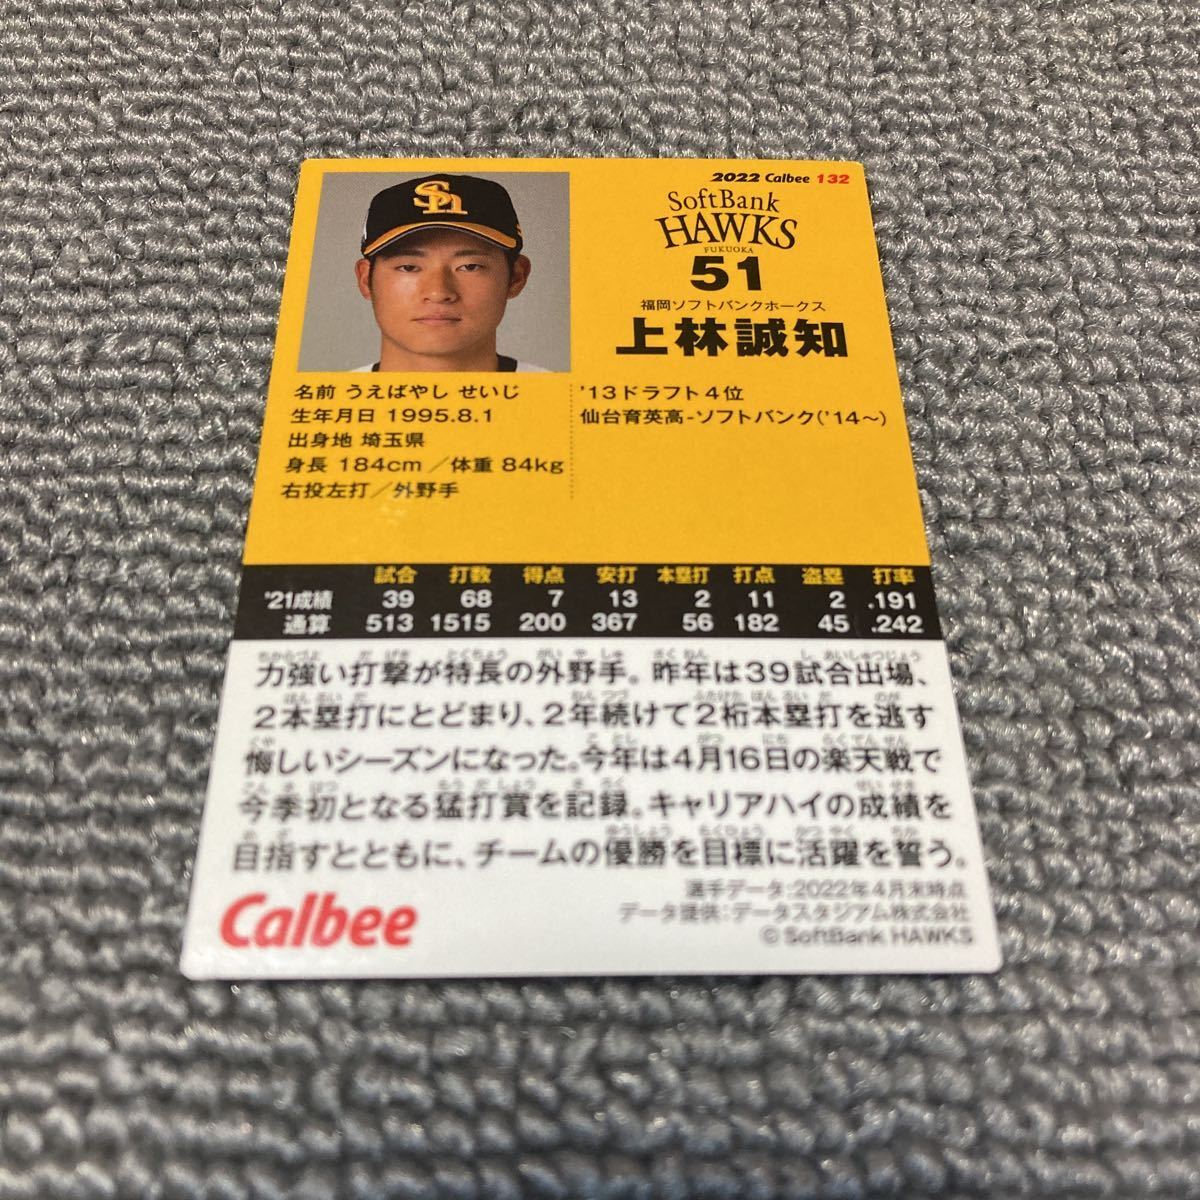 2022 Calbee 132
SoftBank
HAWKS
FUKUOKA
51
福岡ソフトバンクホークス
上林誠知
名前 うえばやし せいじ
生年月日 1995.8.1
出身地 埼玉県
身長 184cm／体重 84kg
右投左打／外野手
'13ドラフト4位
仙台育英高-ソフトバンク('14〜)
試合 打数 得点 安打 本塁打 打点 盗塁 打率
'21成績 39 68 7 13 2 11 2 .191
通算 513 1515 200 367 56 182 45 .242
力強い打撃が特長の外野手。昨年は39試合出場、
2本塁打にとどまり、2年続けて2桁本塁打を逃す
悔しいシーズンになった。今年は4月16日の楽天戦で
今季初となる猛打賞を記録。キャリアハイの成績を
目指すとともに、チームの優勝を目標に活躍を誓う。
Calbee
選手データ:2022年4月末時点
データ提供:データスタジアム株式会社
© SoftBank HAWKS